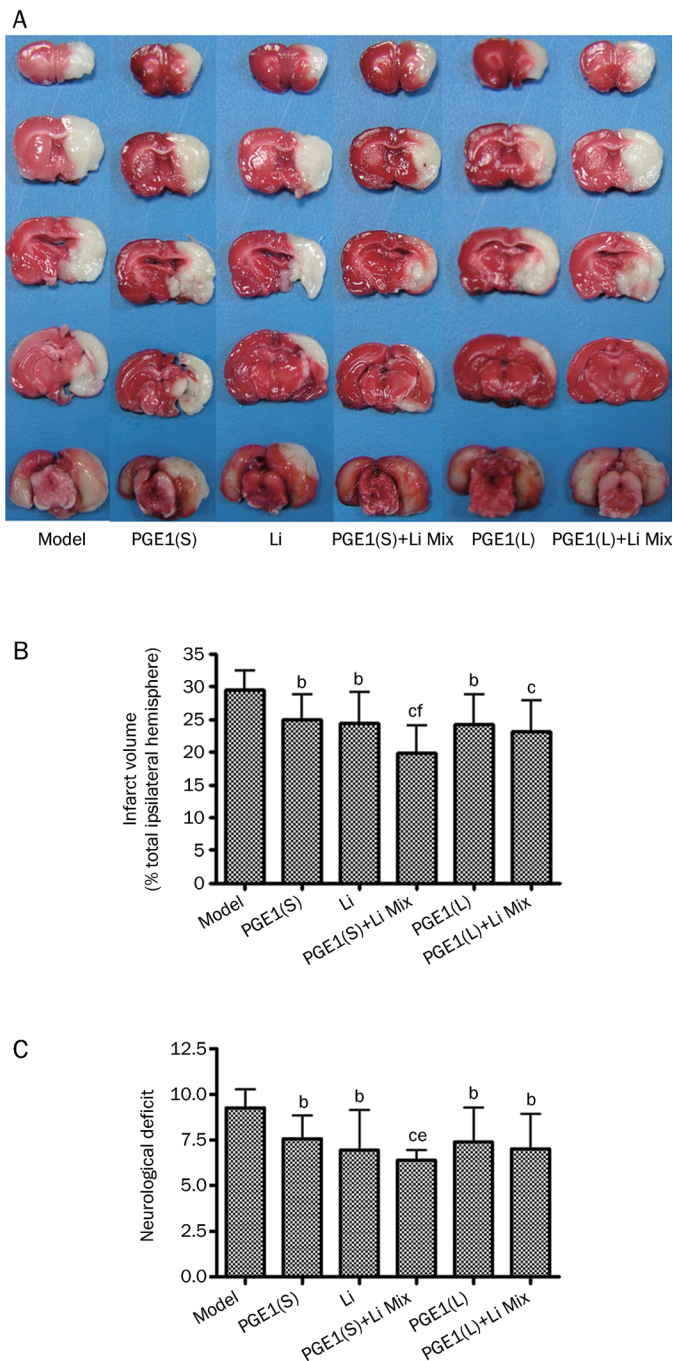 A
Model PGE1(S) Li PGE1(S)+Li Mix PGE1(L) PGE1(L)+Li Mix
B
Infarct volume
(% total ipsilateral hemisphere)
35
30
25
20
15
10
5
0
b b cf b c
Model PGE1(S) Li PGE1(S)+Li Mix PGE1(L) PGE1(L)+Li Mix
C
Neurological deficit
12.5
10.0
7.5
5.0
2.5
0.0
b b ce b b
Model PGE1(S) Li PGE1(S)+Li Mix PGE1(L) PGE1(L)+Li Mix